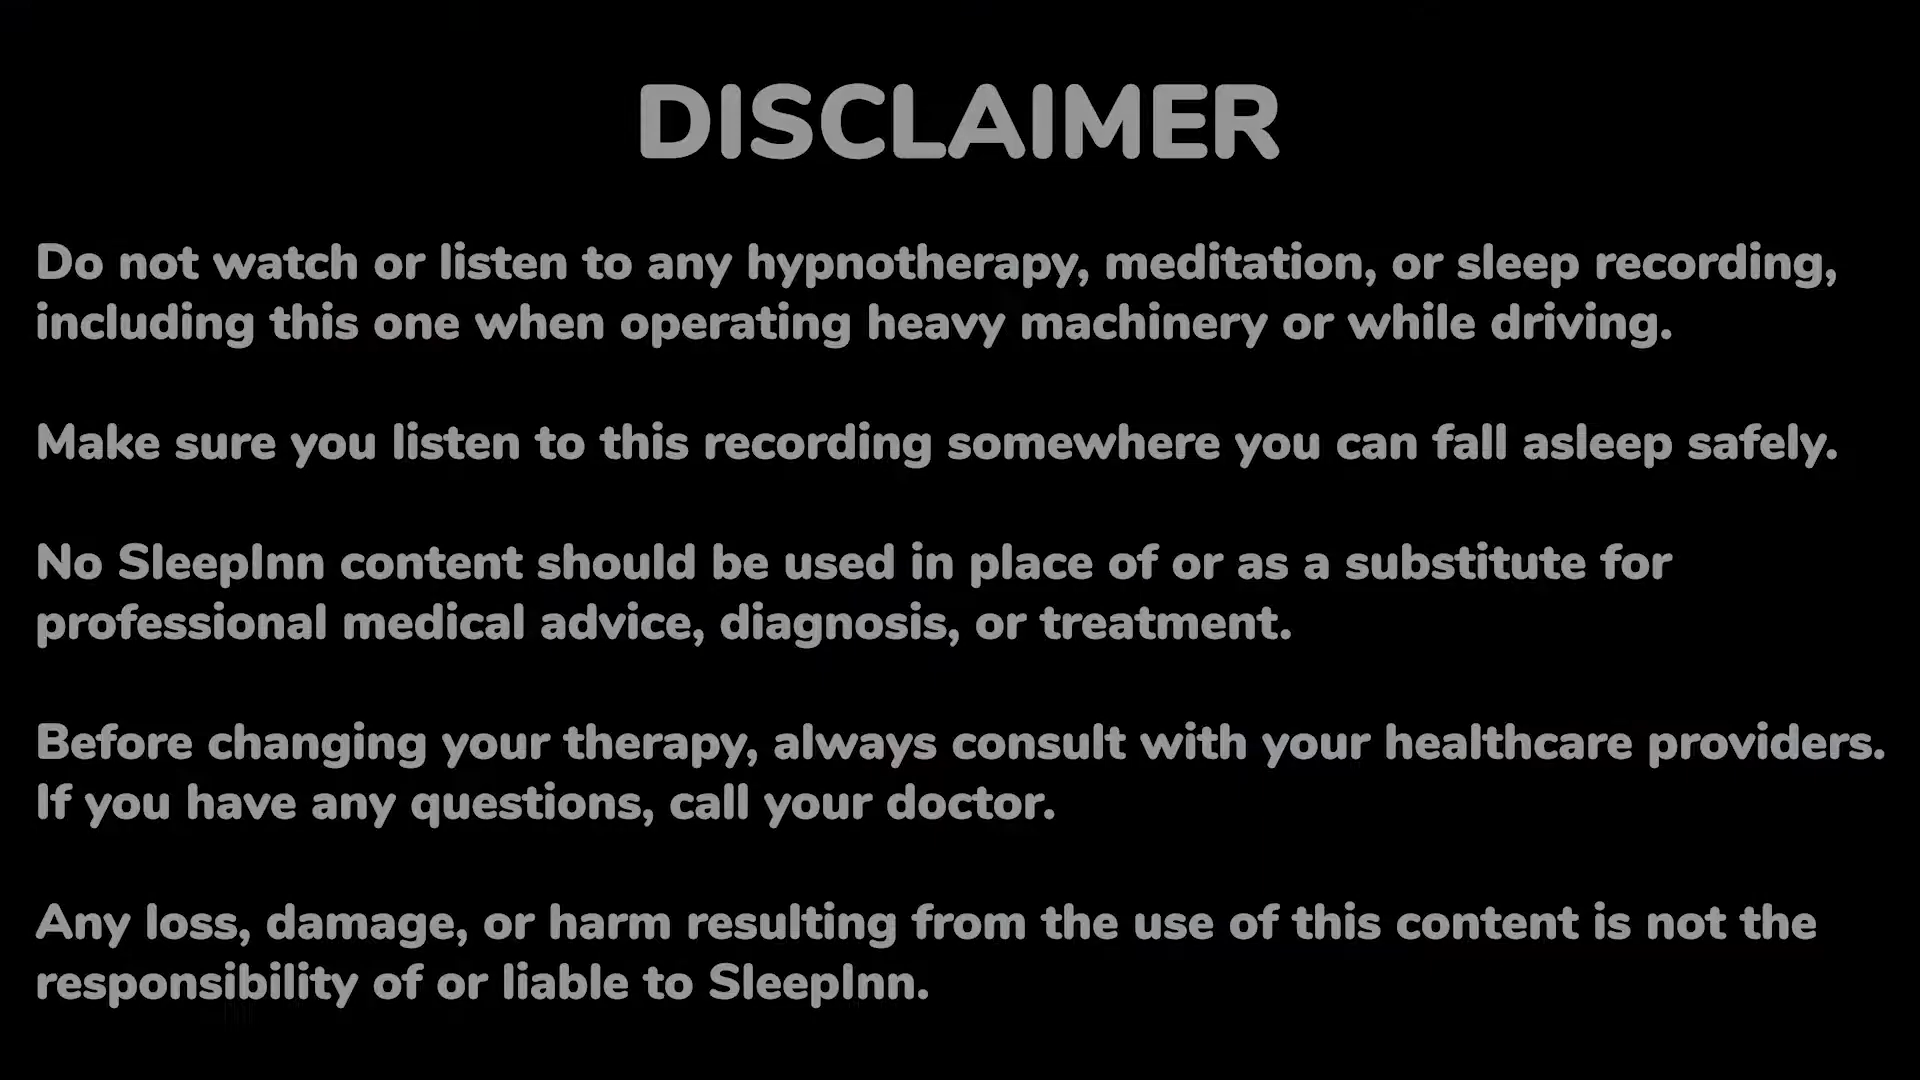 DISCLAIMER
Do not watch or listen to any hypnotherapy, meditation, or sleep recording,
including this one when operating heavy machinery or while driving.
Make sure you listen to this recording somewhere you can fall asleep safely.
No SleepInn content should be used in place of or as a substitute for
professional medical advice, diagnosis, or treatment.
Before changing your therapy, always consult with your healthcare providers.
If you have any questions, call your doctor.
Any loss, damage, or harm resulting from the use of this content is not the
responsibility of or liable to SleepInn.